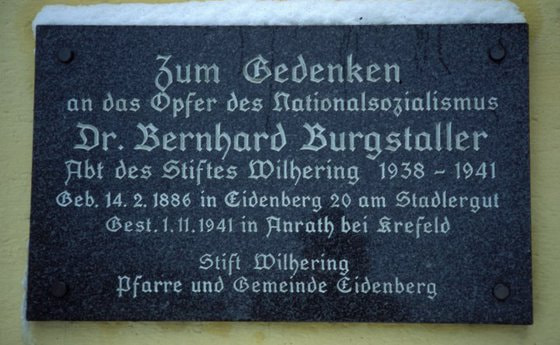 Zum Gedenken
an das Opfer des Nationalsozialismus
Dr. Bernhard Burgstaller
Abt des Stiftes Wilhering 1938 - 1941
Geb. 14. 2. 1886 in Eidenberg 20 am Stadlergut
Gest. 1. 11. 1941 in Anrath bei Krefeld
Stift Wilhering
Pfarre und Gemeinde Eidenberg